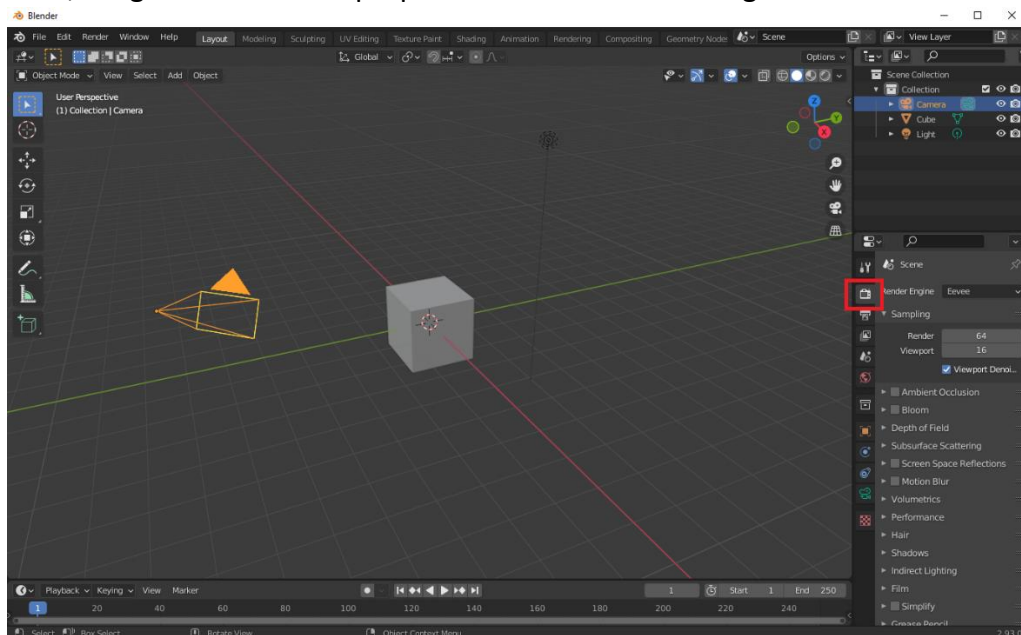 Blender
File Edit Render Window Help Layout Modeling Sculpting UV Editing Texture Paint Shading Animation Rendering Compositing Geometry Node Scene View Layer
Global Options
Object Mode View Select Add Object
User Perspective
(1) Collection | Camera
Z
Y
X
Scene Collection
Collection
Camera
Cube
Light
Scene
Render Engine Eevee
Sampling
Render 64
Viewport 16
Viewport Denoi...
Ambient Occlusion
Bloom
Depth of Field
Subsurface Scattering
Screen Space Reflections
Motion Blur
Volumetrics
Performance
Hair
Shadows
Indirect Lighting
Film
Simplify
Grease Pencil
Playback Keying View Marker 1 Start 1 End 250
1 20 40 60 80 100 120 140 160 180 200 220 240
Select Box Select Rotate View Object Context Menu 2.93